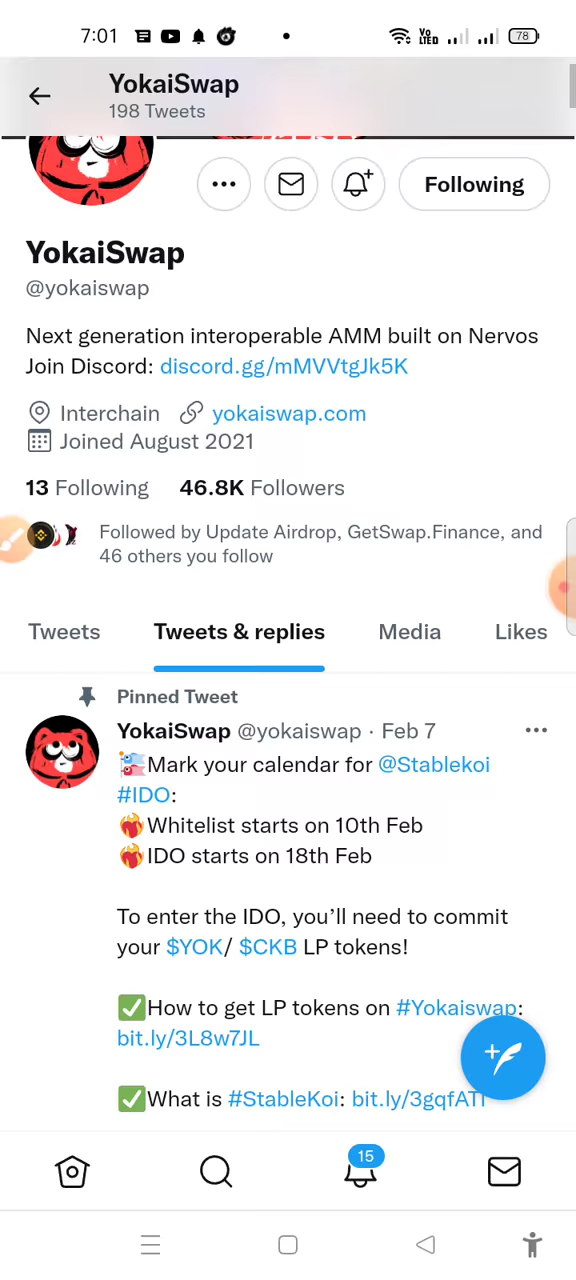 7:01
Vo LTED
78
YokaiSwap
198 Tweets
Following
YokaiSwap
@yokaiswap
Next generation interoperable AMM built on Nervos
Join Discord: discord.gg/mMVVtgJk5K
Interchain yokaiswap.com
Joined August 2021
13 Following 46.8K Followers
Followed by Update Airdrop, GetSwap.Finance, and
46 others you follow
Tweets Tweets & replies Media Likes
Pinned Tweet
YokaiSwap @yokaiswap · Feb 7
🎏Mark your calendar for @Stablekoi
#IDO:
❤️‍🔥Whitelist starts on 10th Feb
❤️‍🔥IDO starts on 18th Feb
To enter the IDO, you’ll need to commit
your $YOK/ $CKB LP tokens!
✅How to get LP tokens on #Yokaiswap:
bit.ly/3L8w7JL
✅What is #StableKoi: bit.ly/3gqfATI
15